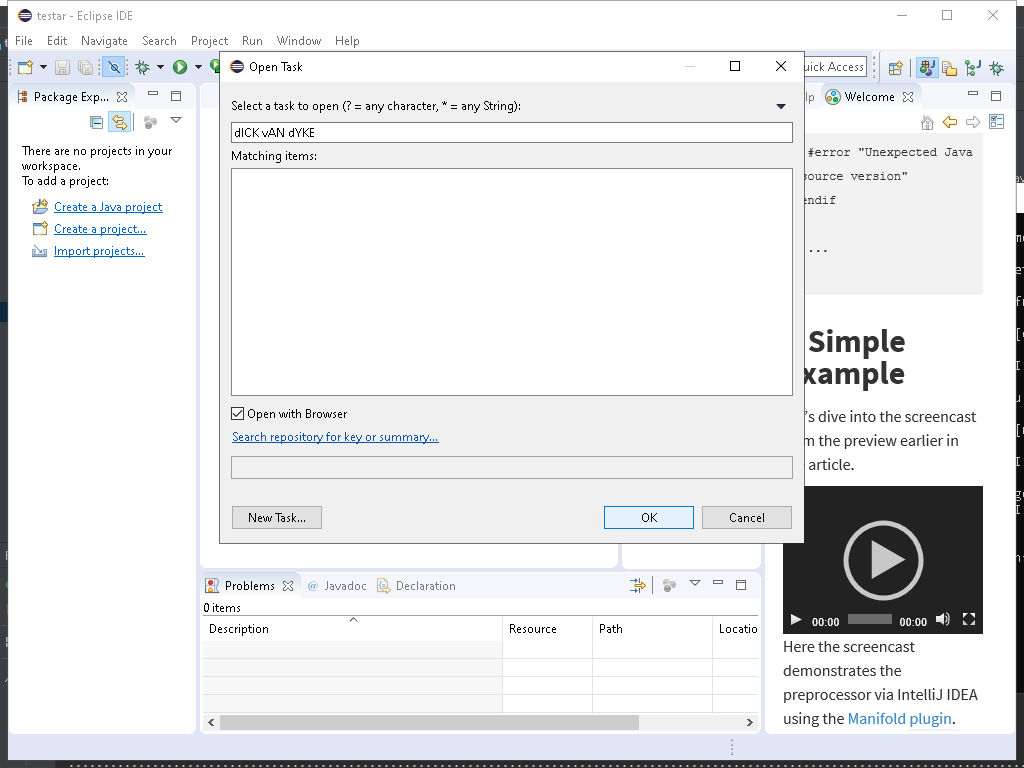 testar - Eclipse IDE
File Edit Navigate Search Project Run Window Help
Quick Access
Package Exp...
There are no projects in your
workspace.
To add a project:
Create a Java project
Create a project...
Import projects...
Open Task
Select a task to open (? = any character, * = any String):
dICK vAN dYKE
Matching items:
Open with Browser
Search repository for key or summary...
New Task...
OK
Cancel
Welcome
#error "Unexpected Java
source version"
endif
...
Simple
Example
's dive into the screencast
m the preview earlier in
article.
00:00
00:00
Here the screencast
demonstrates the
preprocessor via IntelliJ IDEA
using the Manifold plugin.
Problems
@ Javadoc
Declaration
0 items
Description Resource Path Locatio